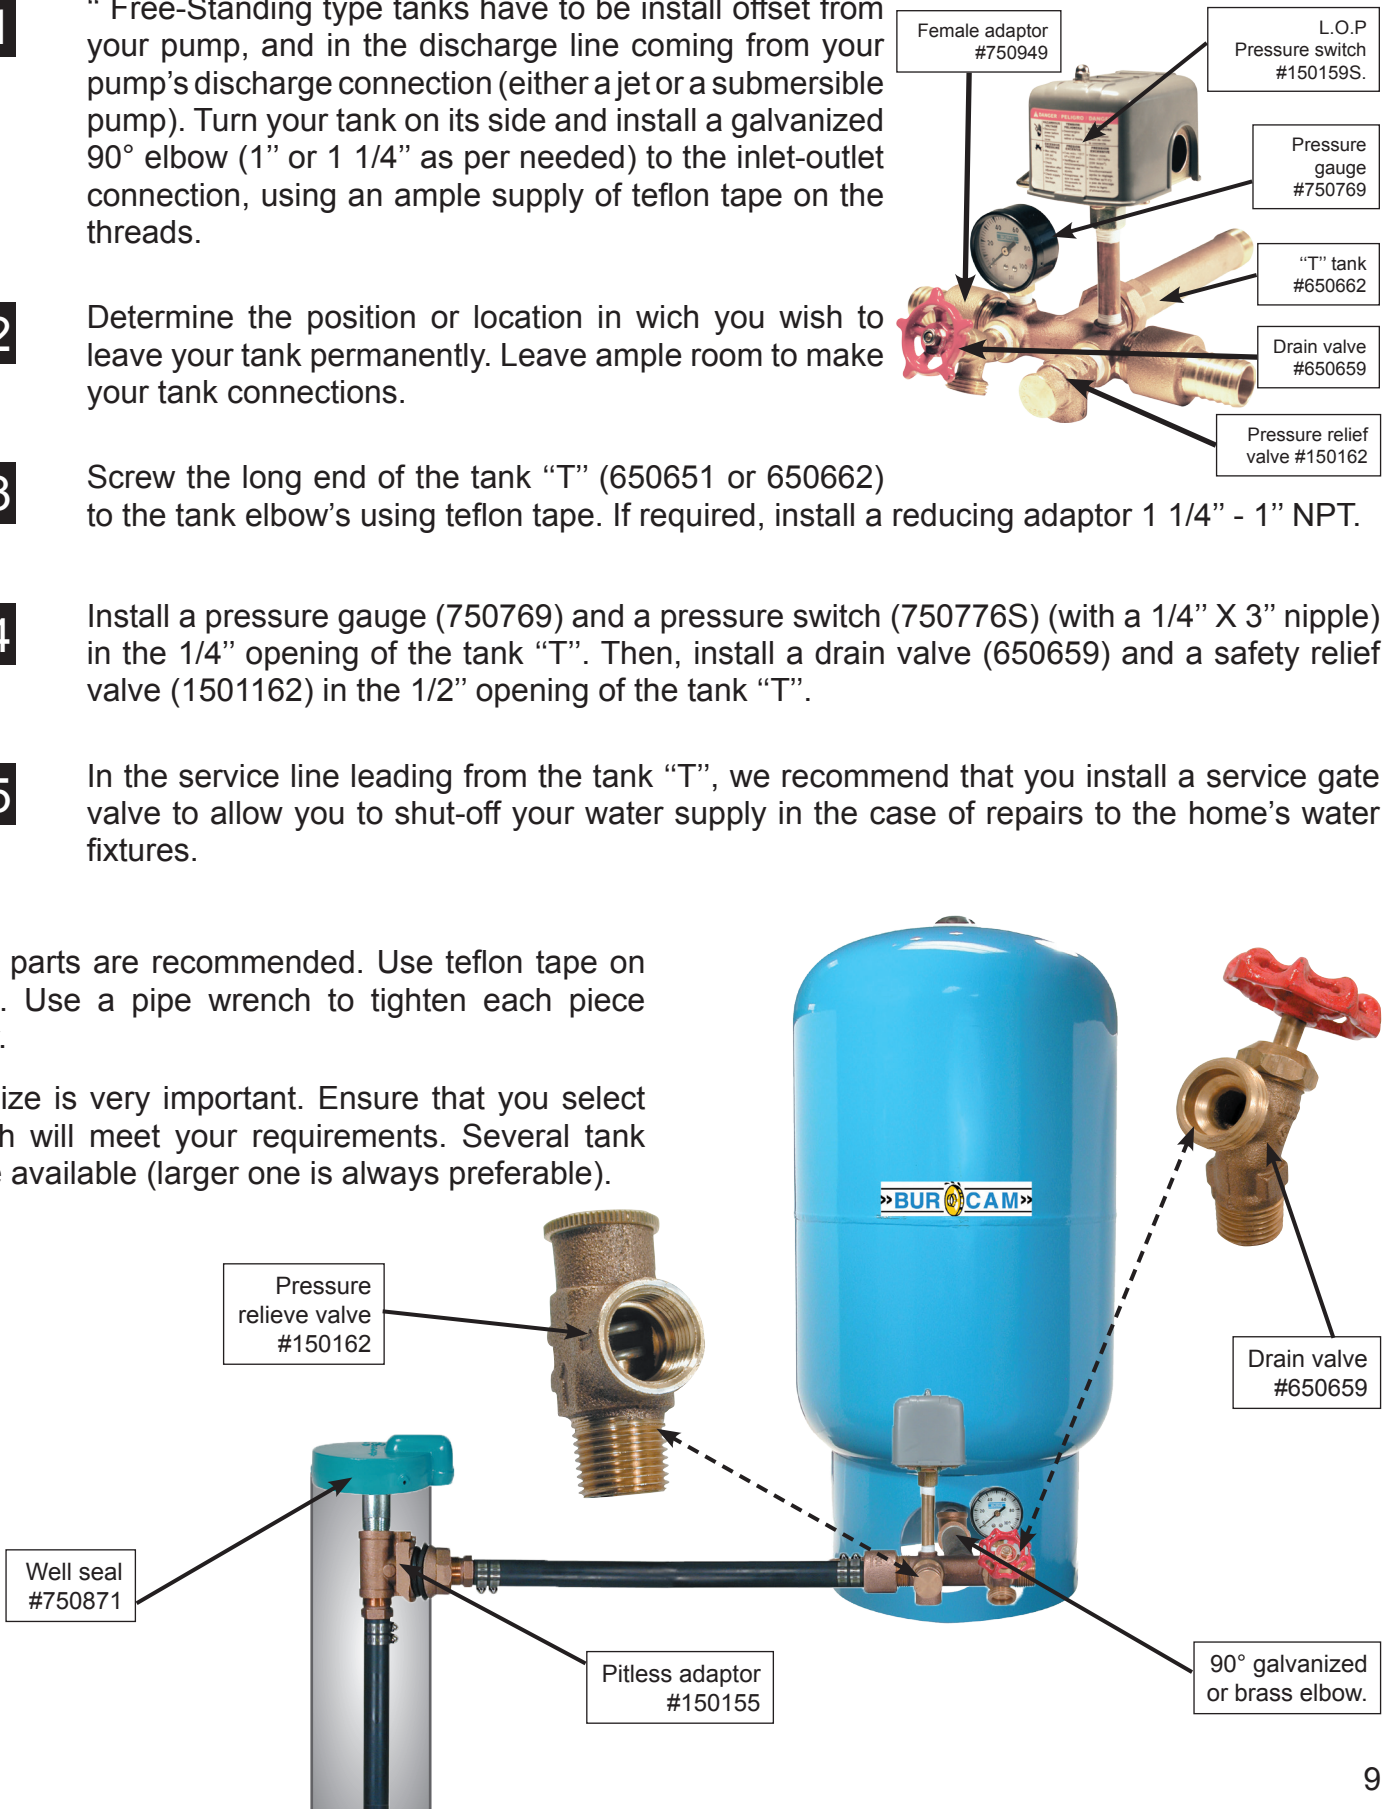 1
“ Free-Standing type tanks have to be install offset from
your pump, and in the discharge line coming from your
pump’s discharge connection (either a jet or a submersible
pump). Turn your tank on its side and install a galvanized
90° elbow (1’’ or 1 1/4’’ as per needed) to the inlet-outlet
connection, using an ample supply of teflon tape on the
threads.
Female adaptor
#750949
L.O.P
Pressure switch
#150159S.
DANGER PELIGRO DANGER
Pressure
gauge
#750769
‘‘T’’ tank
#650662
Drain valve
#650659
Pressure relief
valve #150162
2
Determine the position or location in wich you wish to
leave your tank permanently. Leave ample room to make
your tank connections.
3
Screw the long end of the tank ‘‘T’’ (650651 or 650662)
to the tank elbow’s using teflon tape. If required, install a reducing adaptor 1 1/4’’ - 1’’ NPT.
4
Install a pressure gauge (750769) and a pressure switch (750776S) (with a 1/4’’ X 3’’ nipple)
in the 1/4’’ opening of the tank ‘‘T’’. Then, install a drain valve (650659) and a safety relief
valve (1501162) in the 1/2’’ opening of the tank ‘‘T’’.
5
In the service line leading from the tank ‘‘T’’, we recommend that you install a service gate
valve to allow you to shut-off your water supply in the case of repairs to the home’s water
fixtures.
parts are recommended. Use teflon tape on
. Use a pipe wrench to tighten each piece
.
ize is very important. Ensure that you select
h will meet your requirements. Several tank
e available (larger one is always preferable).
»BURCAM»
Pressure
relieve valve
#150162
Drain valve
#650659
Well seal
#750871
Pitless adaptor
#150155
90° galvanized
or brass elbow.
9